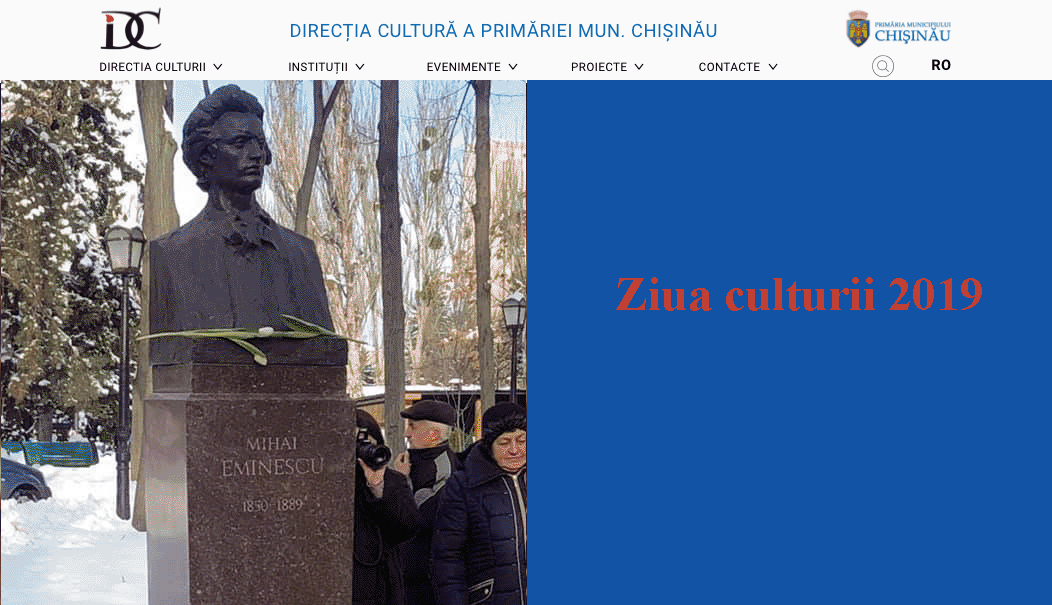 DC
DIRECȚIA CULTURĂ A PRIMĂRIEI MUN. CHIȘINĂU
PRIMĂRIA MUNICIPIULUI
CHIȘINĂU
DIRECTIA CULTURII
INSTITUȚII
EVENIMENTE
PROIECTE
CONTACTE
RO
Ziua culturii 2019
MIHAI
EMINESCU
1850-1889